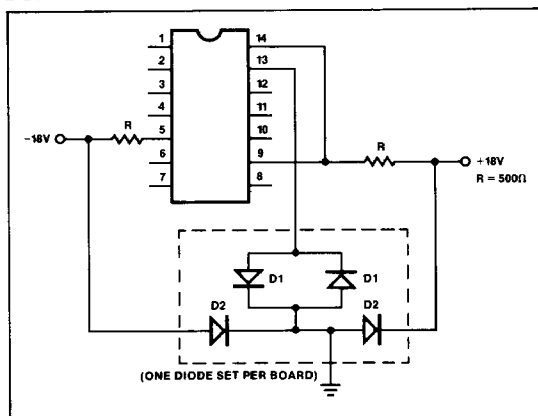 1 14
2 13
3 12
4 11
−18V R 5 10
6 9 R +18V
7 8 R = 500Ω
D1 D1
D2 D2
(ONE DIODE SET PER BOARD)